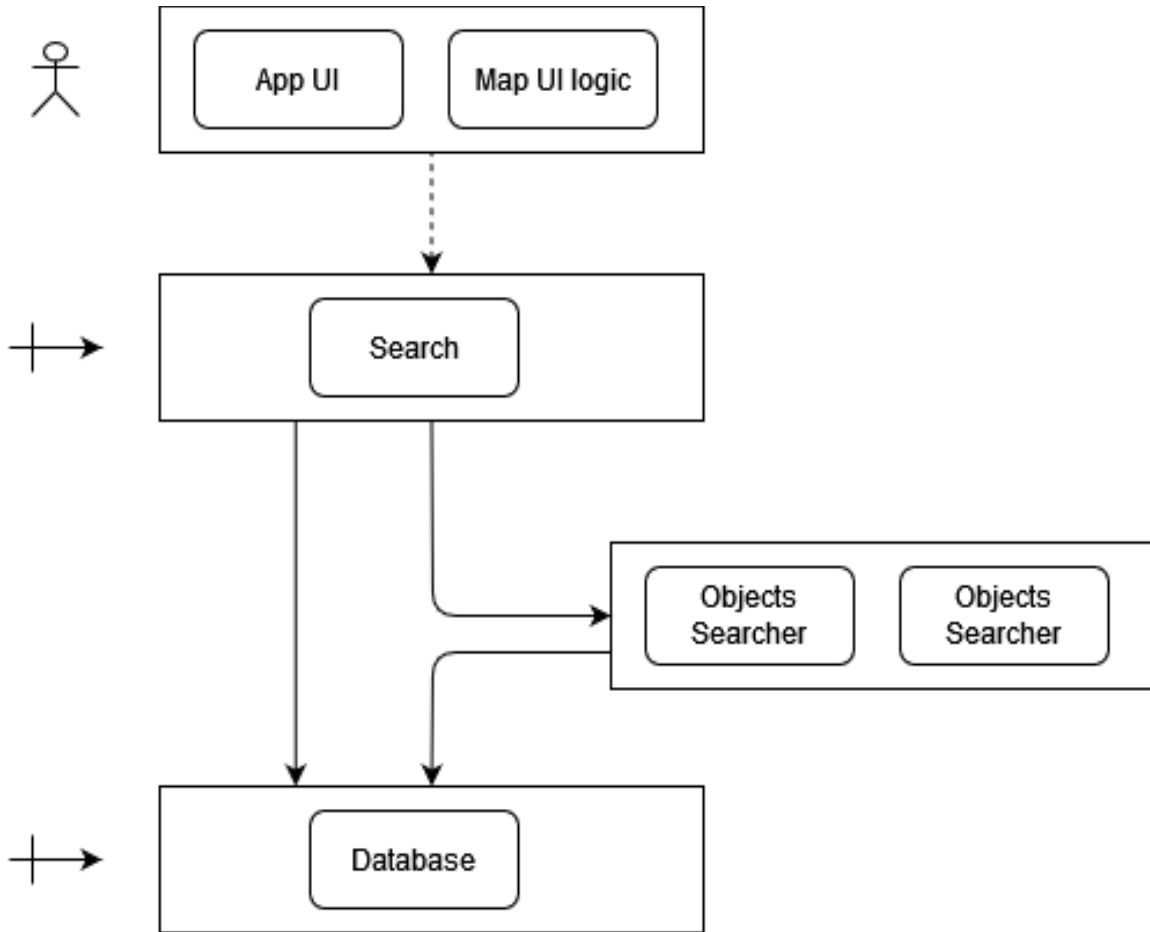 App UI
Map UI logic
Search
Objects
Searcher
Objects
Searcher
Database